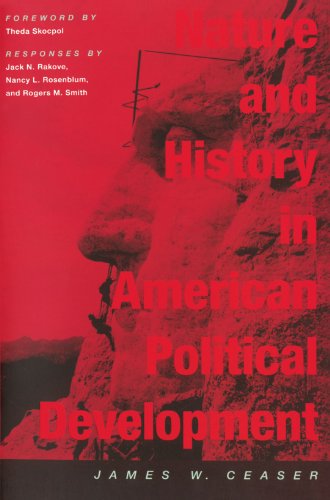 FOREWORD BY
Theda Skocpol
RESPONSES BY
Jack N. Rakove,
Nancy L. Rosenblum,
and Rogers M. Smith
Nature
and
History
in
American
Political
Development
JAMES W. CEASER